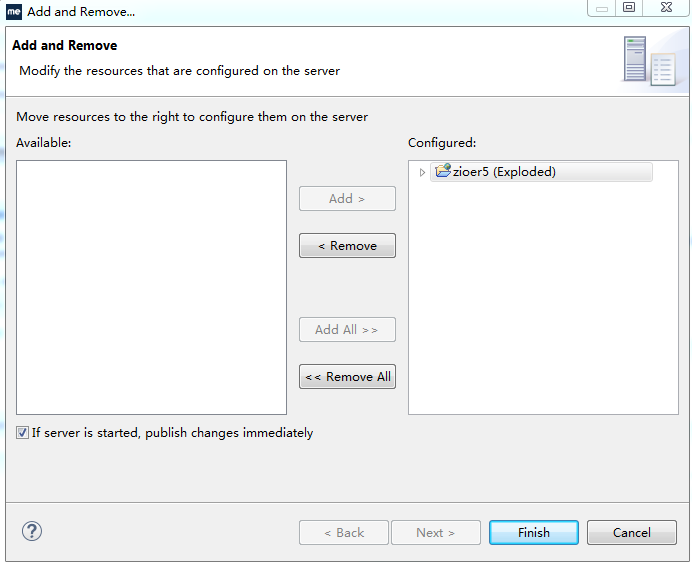 me Add and Remove...
Add and Remove
Modify the resources that are configured on the server
Move resources to the right to configure them on the server
Available:
Configured:
zioer5 (Exploded)
Add >
< Remove
Add All >>
<< Remove All
If server is started, publish changes immediately
?
< Back
Next >
Finish
Cancel